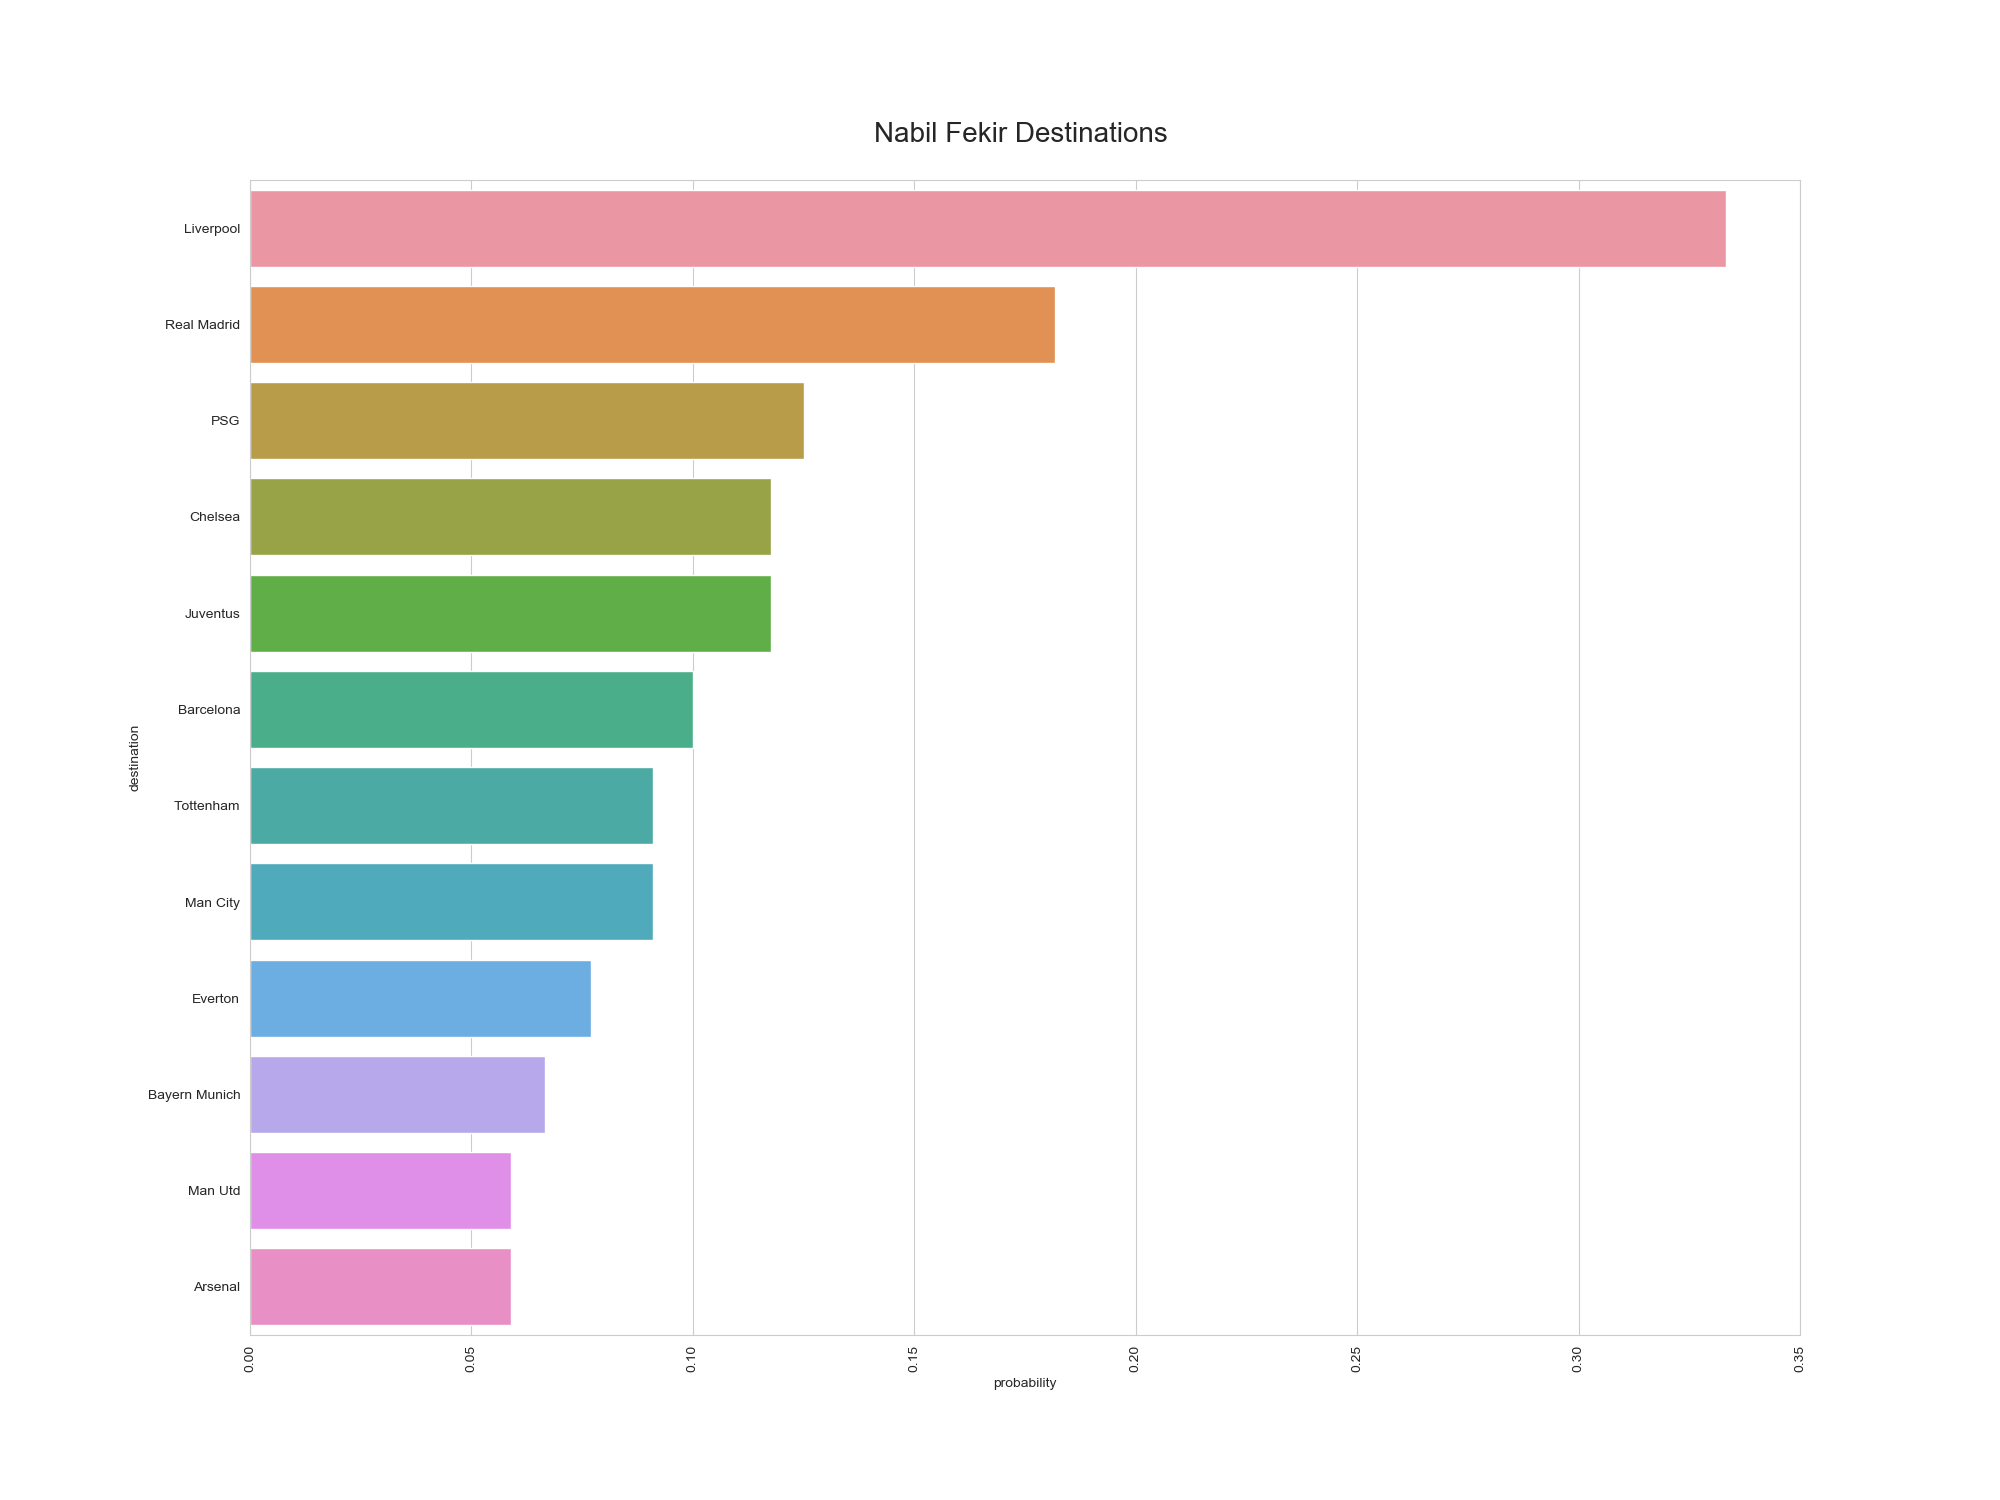 Nabil Fekir Destinations
Liverpool
Real Madrid
PSG
Chelsea
Juventus
Barcelona
Tottenham
Man City
Everton
Bayern Munich
Man Utd
Arsenal
destination
0.00 0.05 0.10 0.15 0.20 0.25 0.30 0.35
probability